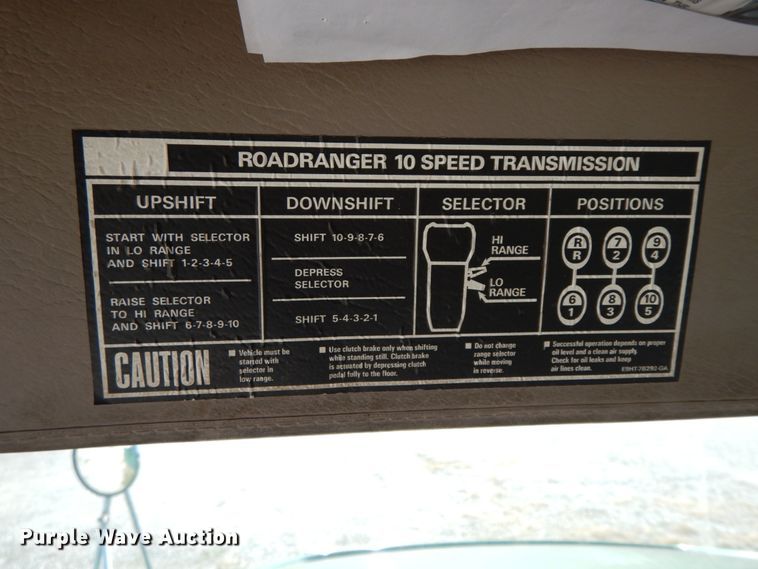 ROADRANGER 10 SPEED TRANSMISSION
UPSHIFT
START WITH SELECTOR
IN LO RANGE
AND SHIFT 1-2-3-4-5
RAISE SELECTOR
TO HI RANGE
AND SHIFT 6-7-8-9-10
DOWNSHIFT
SHIFT 10-9-8-7-6
DEPRESS
SELECTOR
SHIFT 5-4-3-2-1
SELECTOR
HI
RANGE
LO
RANGE
POSITIONS
R 7 9
R 2 4
6 8 10
1 3 5
CAUTION
Vehicle must be
started with
selector in
low range.
Use clutch brake only when shifting
while standing still. Clutch brake
is actuated by depressing clutch
pedal fully to the floor.
Do not change
range selector
while moving
in reverse.
Successful operation depends on proper
oil level and a clean air supply.
Check for oil leaks and keep
air lines clean.
E9HT-7B292-GA
Purple Wave Auction